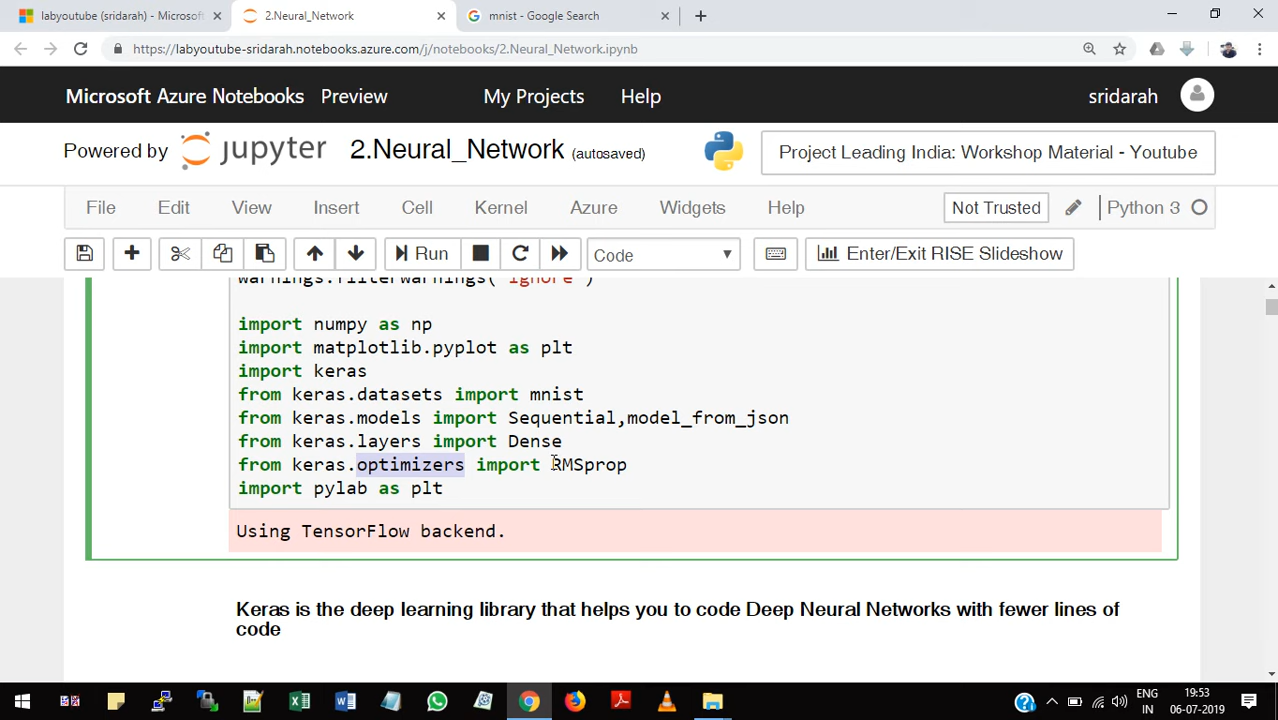 labyoutube (sridarah) - Microsof
2.Neural_Network
mnist - Google Search
https://labyoutube-sridarah.notebooks.azure.com/j/notebooks/2.Neural_Network.ipynb
Microsoft Azure Notebooks Preview My Projects Help sridarah
Powered by jupyter 2.Neural_Network (autosaved) Project Leading India: Workshop Material - Youtube
File Edit View Insert Cell Kernel Azure Widgets Help Not Trusted Python 3
Run Code Enter/Exit RISE Slideshow
warnings.filterwarnings('ignore')
import numpy as np
import matplotlib.pyplot as plt
import keras
from keras.datasets import mnist
from keras.models import Sequential,model_from_json
from keras.layers import Dense
from keras.optimizers import RMSprop
import pylab as plt
Using TensorFlow backend.
Keras is the deep learning library that helps you to code Deep Neural Networks with fewer lines of
code
ENG 19:53
IN 06-07-2019